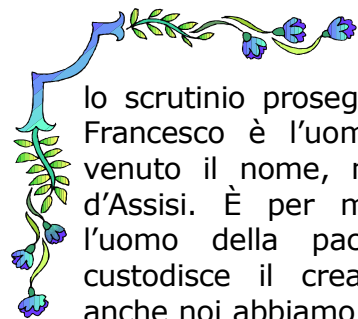 lo scrutinio proseg
Francesco è l'uom
venuto il nome, n
d'Assisi. È per m
l'uomo della pac
custodisce il crea
anche noi abbiamo